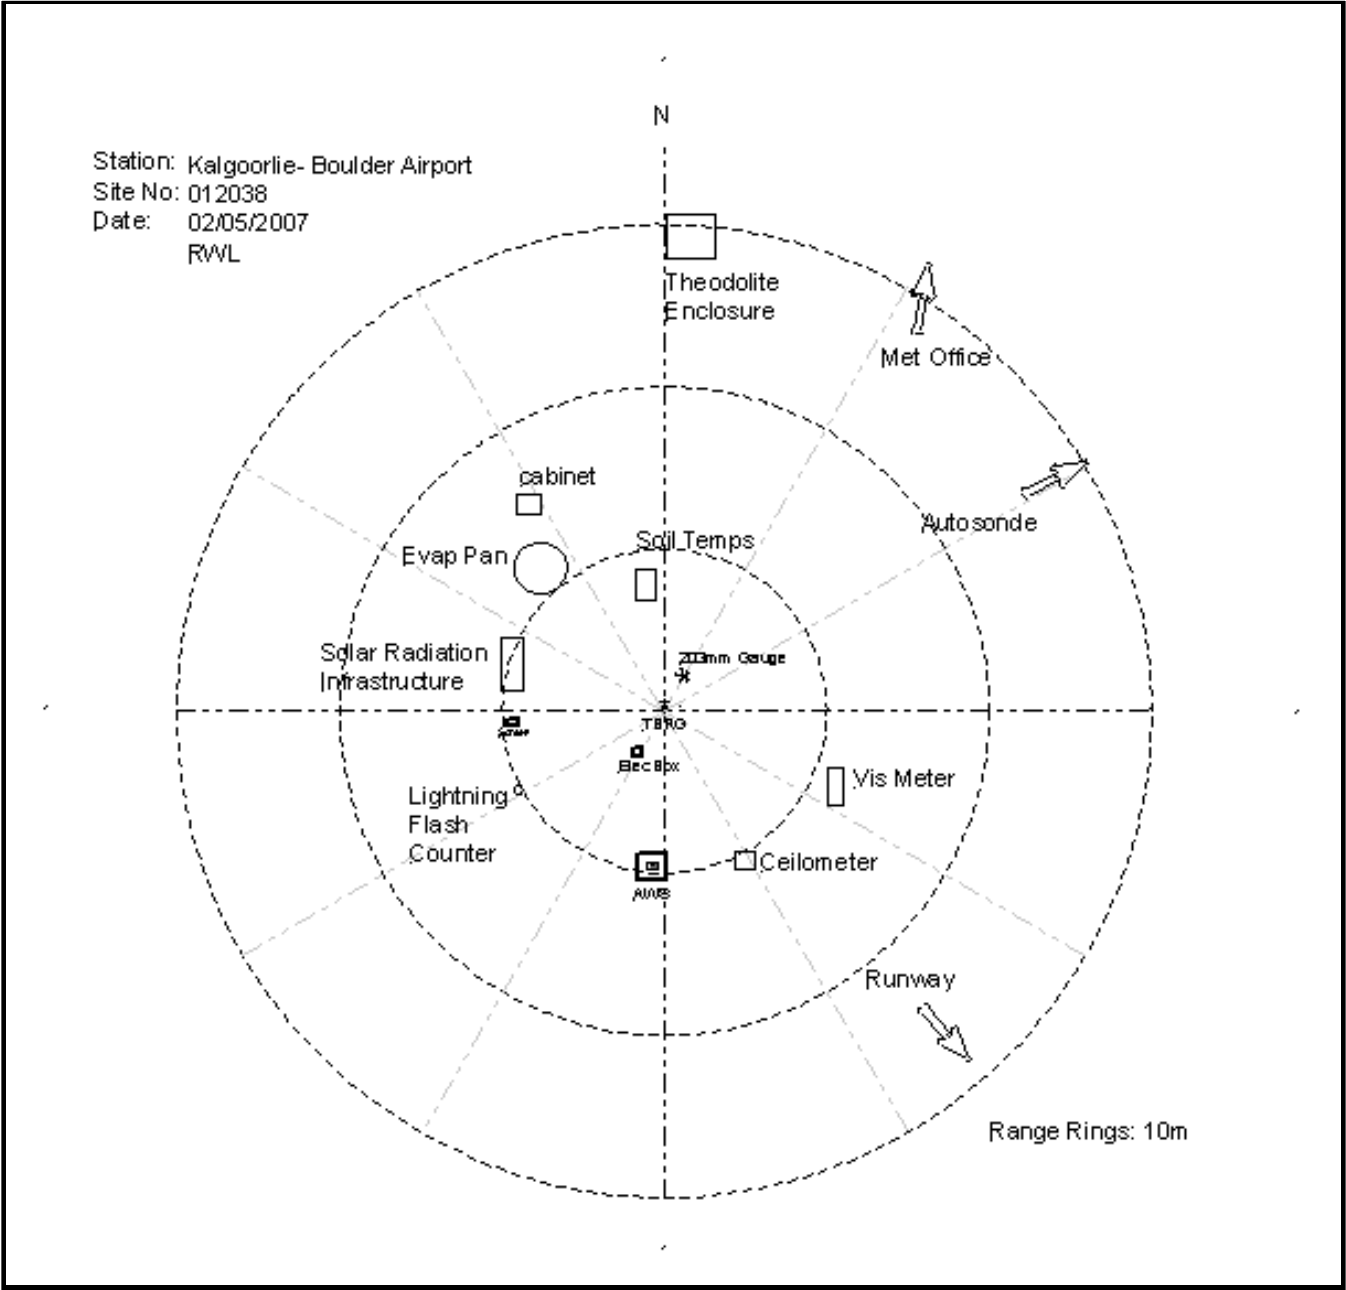 N
Station: Kalgoorlie- Boulder Airport
Site No: 012038
Date: 02/05/2007
RWL
Theodolite
Enclosure
Met Office
cabinet
Autosonde
Soil Temps
Evap Pan
Solar Radiation
Infrastructure
203mm Gauge
TBRG
Elec Box
Vis Meter
Lightning
Flash
Counter
Ceilometer
AWS
Runway
Range Rings: 10m